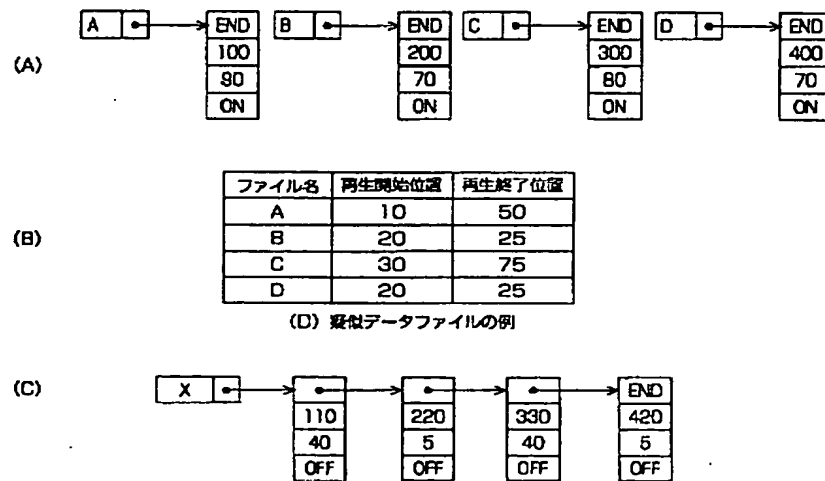 (A)
A END B END C END D END
100 200 300 400
90 70 80 70
ON ON ON ON
(B)
ファイル名 再生開始位置 再生終了位置
A 10 50
B 20 25
C 30 75
D 20 25
(D) 疑似データファイルの例
(C)
X END
110 220 330 420
40 5 40 5
OFF OFF OFF OFF